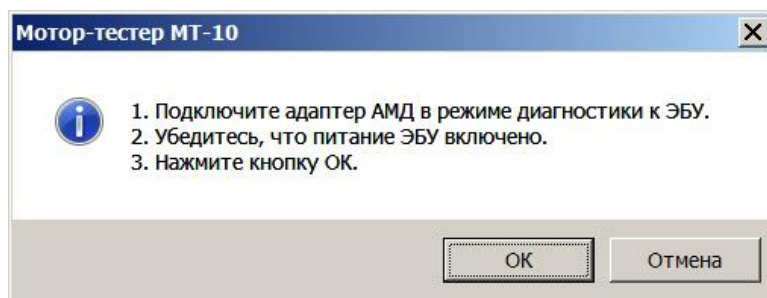 Мотор-тестер МТ-10
1. Подключите адаптер АМД в режиме диагностики к ЭБУ.
2. Убедитесь, что питание ЭБУ включено.
3. Нажмите кнопку ОК.
ОК
Отмена